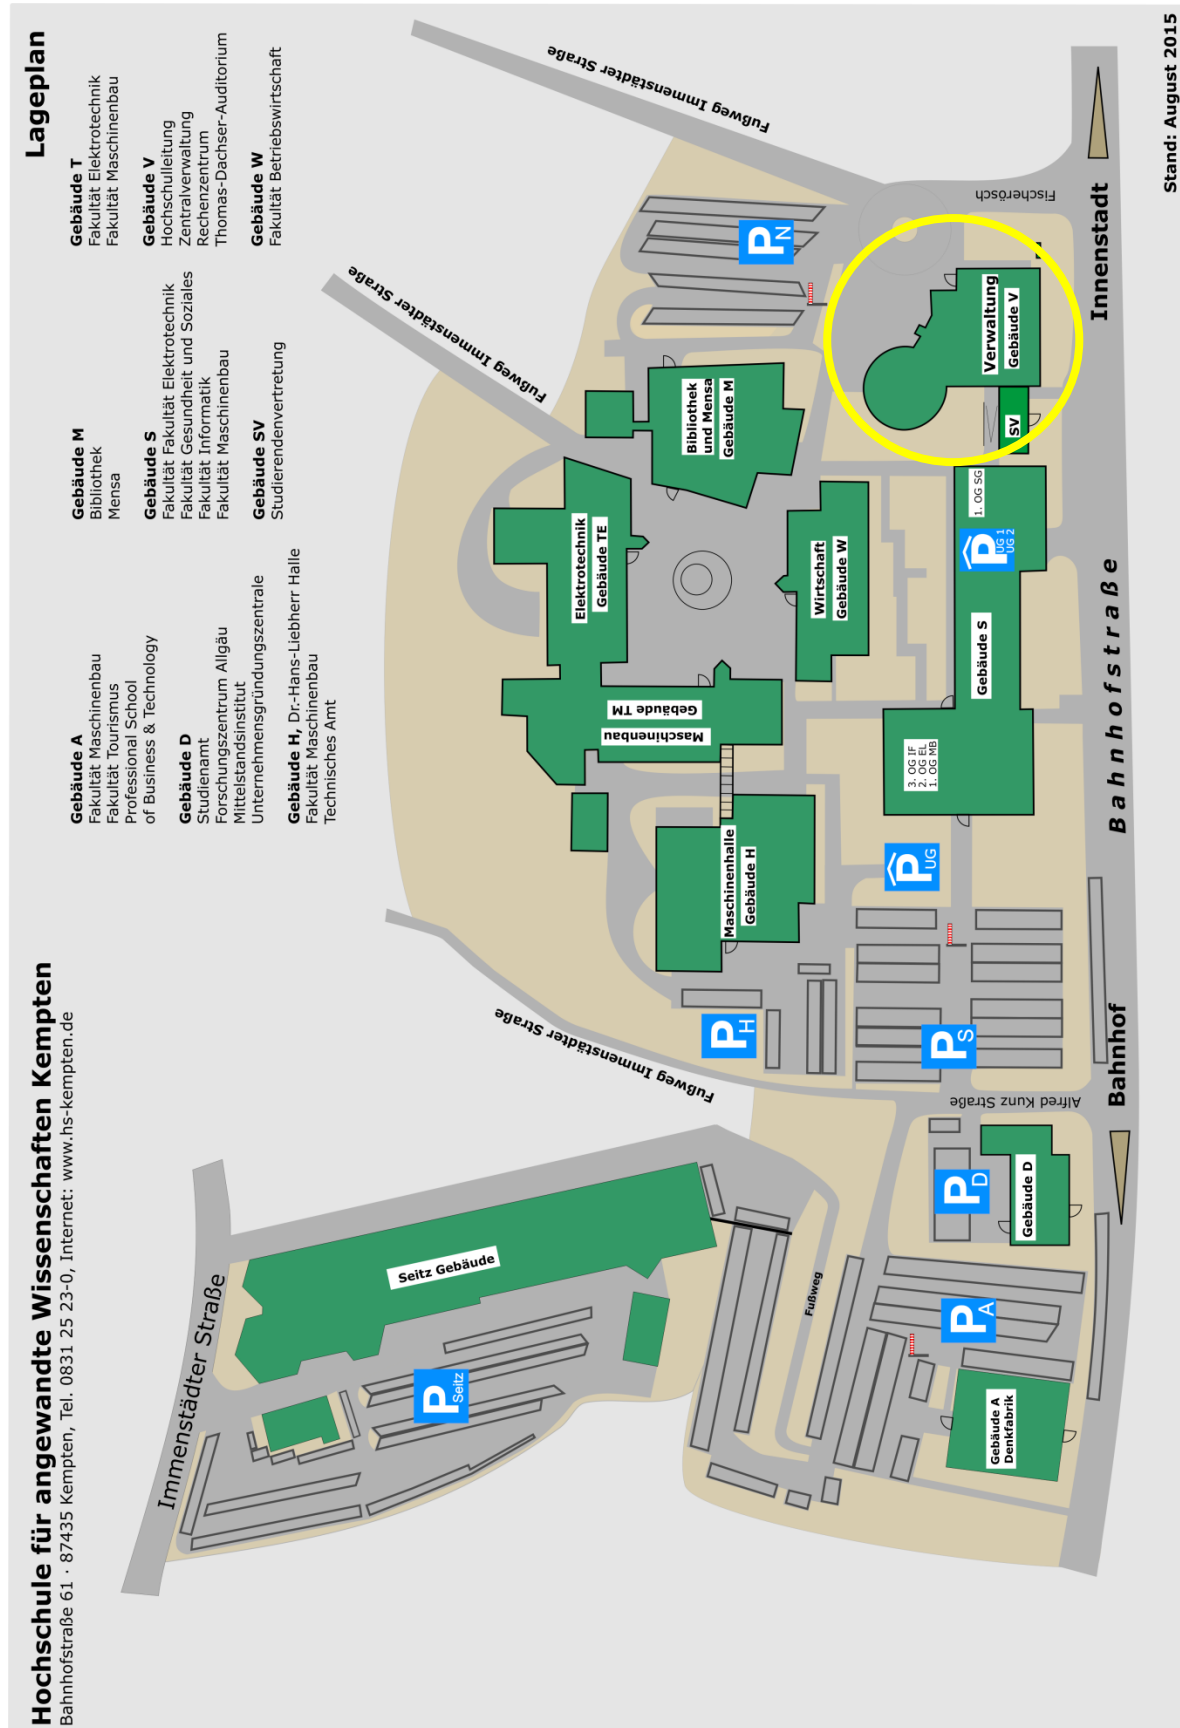 Hochschule für angewandte Wissenschaften Kempten
Bahnhofstraße 61 · 87435 Kempten, Tel. 0831 25 23-0, Internet: www.hs-kempten.de
Lageplan
Gebäude A
Fakultät Maschinenbau
Fakultät Tourismus
Professional School
of Business & Technology
Gebäude D
Studienamt
Forschungszentrum Allgäu
Mittelstandsinstitut
Unternehmensgründungszentrale
Gebäude H, Dr.-Hans-Liebherr Halle
Fakultät Maschinenbau
Technisches Amt
Gebäude M
Bibliothek
Mensa
Gebäude S
Fakultät Fakultät Elektrotechnik
Fakultät Gesundheit und Soziales
Fakultät Informatik
Fakultät Maschinenbau
Gebäude SV
Studierendenvertretung
Gebäude T
Fakultät Elektrotechnik
Fakultät Maschinenbau
Gebäude V
Hochschulleitung
Zentralverwaltung
Rechenzentrum
Thomas-Dachser-Auditorium
Gebäude W
Fakultät Betriebswirtschaft
Immenstädter Straße
Seitz Gebäude
P Seitz
Fußweg Immenstädter
Straße
Fußweg Immenstädter
Straße
Fußweg Immenstädter
Straße
Elektrotechnik
Gebäude TE
Maschinenbau
Gebäude TM
Bibliothek
und Mensa
Gebäude M
P N
Maschinenhalle
Gebäude H
P H
Wirtschaft
Gebäude W
Fußweg
P UG
3. OG IF
2. OG EL
1. OG MB
Gebäude S
1. OG SG
P UG 1
UG 2
SV
Verwaltung
Gebäude V
Fischerösch
P S
P D
P A
Alfred Kunz Straße
Gebäude D
Gebäude A
Denkfabrik
Bahnhof
Bahnhofstraße
Innenstadt
Stand: August 2015